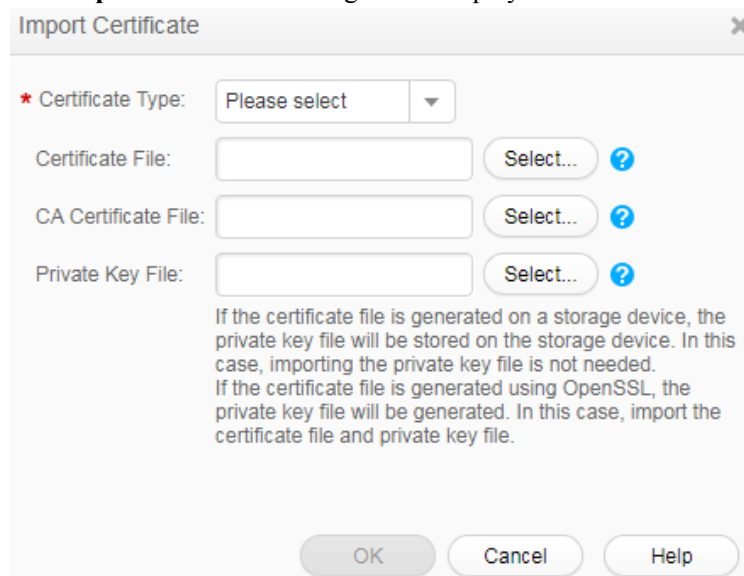 Import Certificate
* Certificate Type: Please select
Certificate File: Select... ?
CA Certificate File: Select... ?
Private Key File: Select... ?
If the certificate file is generated on a storage device, the
private key file will be stored on the storage device. In this
case, importing the private key file is not needed.
If the certificate file is generated using OpenSSL, the
private key file will be generated. In this case, import the
certificate file and private key file.
OK Cancel Help